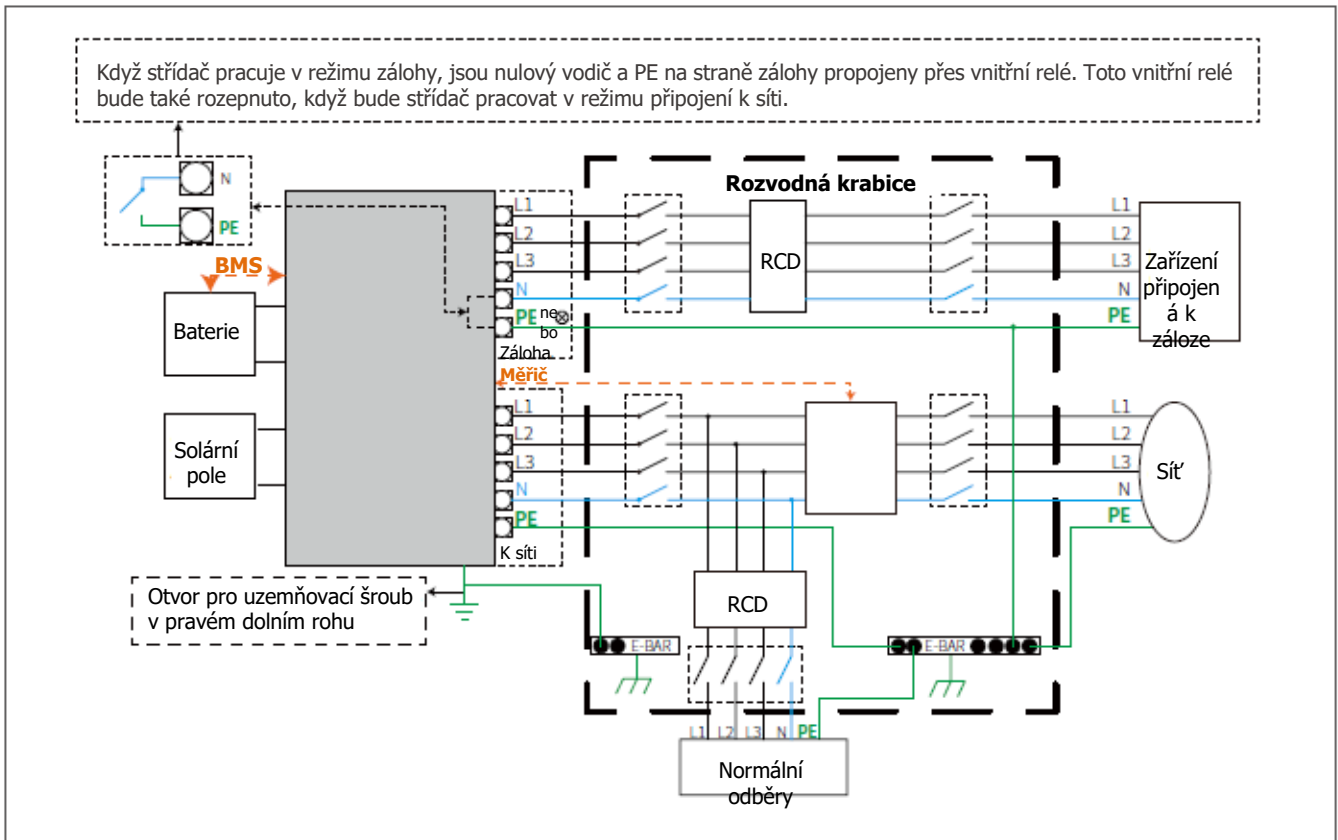 Když střídač pracuje v režimu zálohy, jsou nulový vodič a PE na straně zálohy propojeny přes vnitřní relé. Toto vnitřní relé
bude také rozepnuto, když bude střídač pracovat v režimu připojení k síti.
N
PE
BMS
Baterie
Solární
pole
Otvor pro uzemňovací šroub
v pravém dolním rohu
L1
L2
L3
N
PE
ne
bo
Záloha
Měřič
L1
L2
L3
N
PE
K síti
Rozvodná krabice
RCD
L1
L2
L3
N
PE
Zařízení
připojen
á k
záloze
L1
L2
L3
N
PE
Síť
RCD
E-BAR
E-BAR
L1 L2 L3 N PE
Normální
odběry